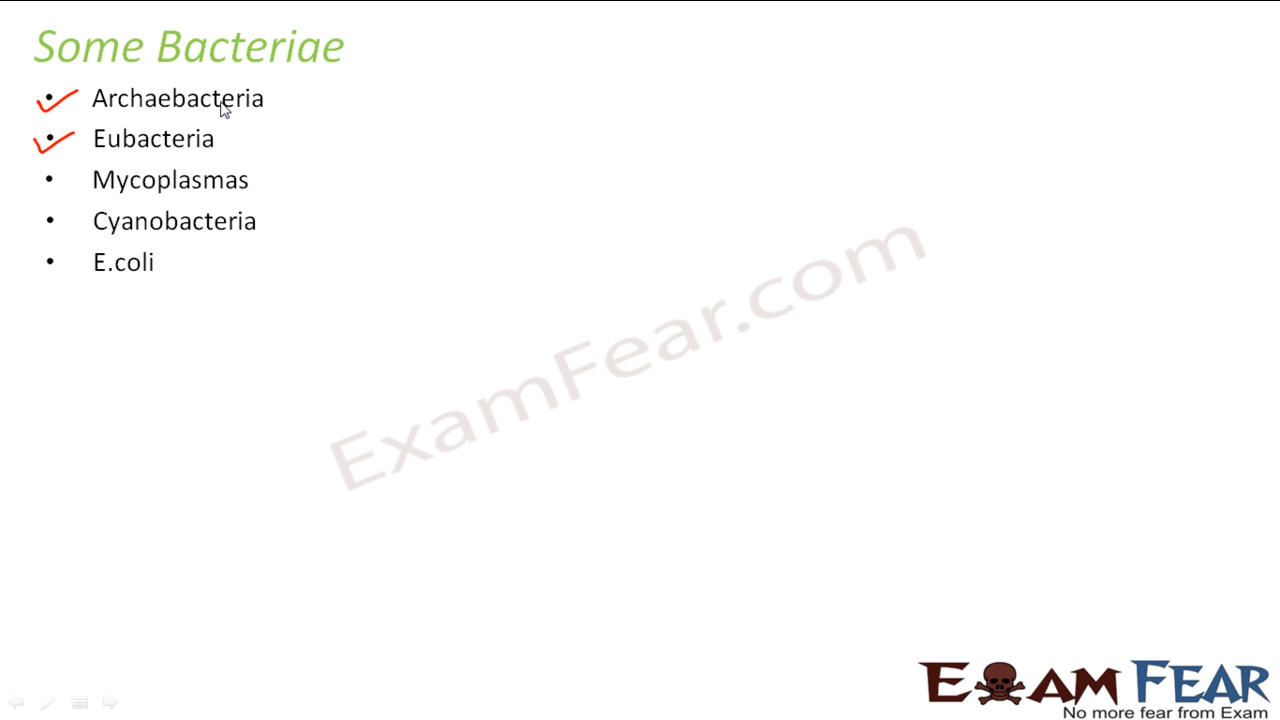 Some Bacteriae
• Archaebacteria
• Eubacteria
• Mycoplasmas
• Cyanobacteria
• E.coli
ExamFear.com
EXAM FEAR
No more fear from Exam